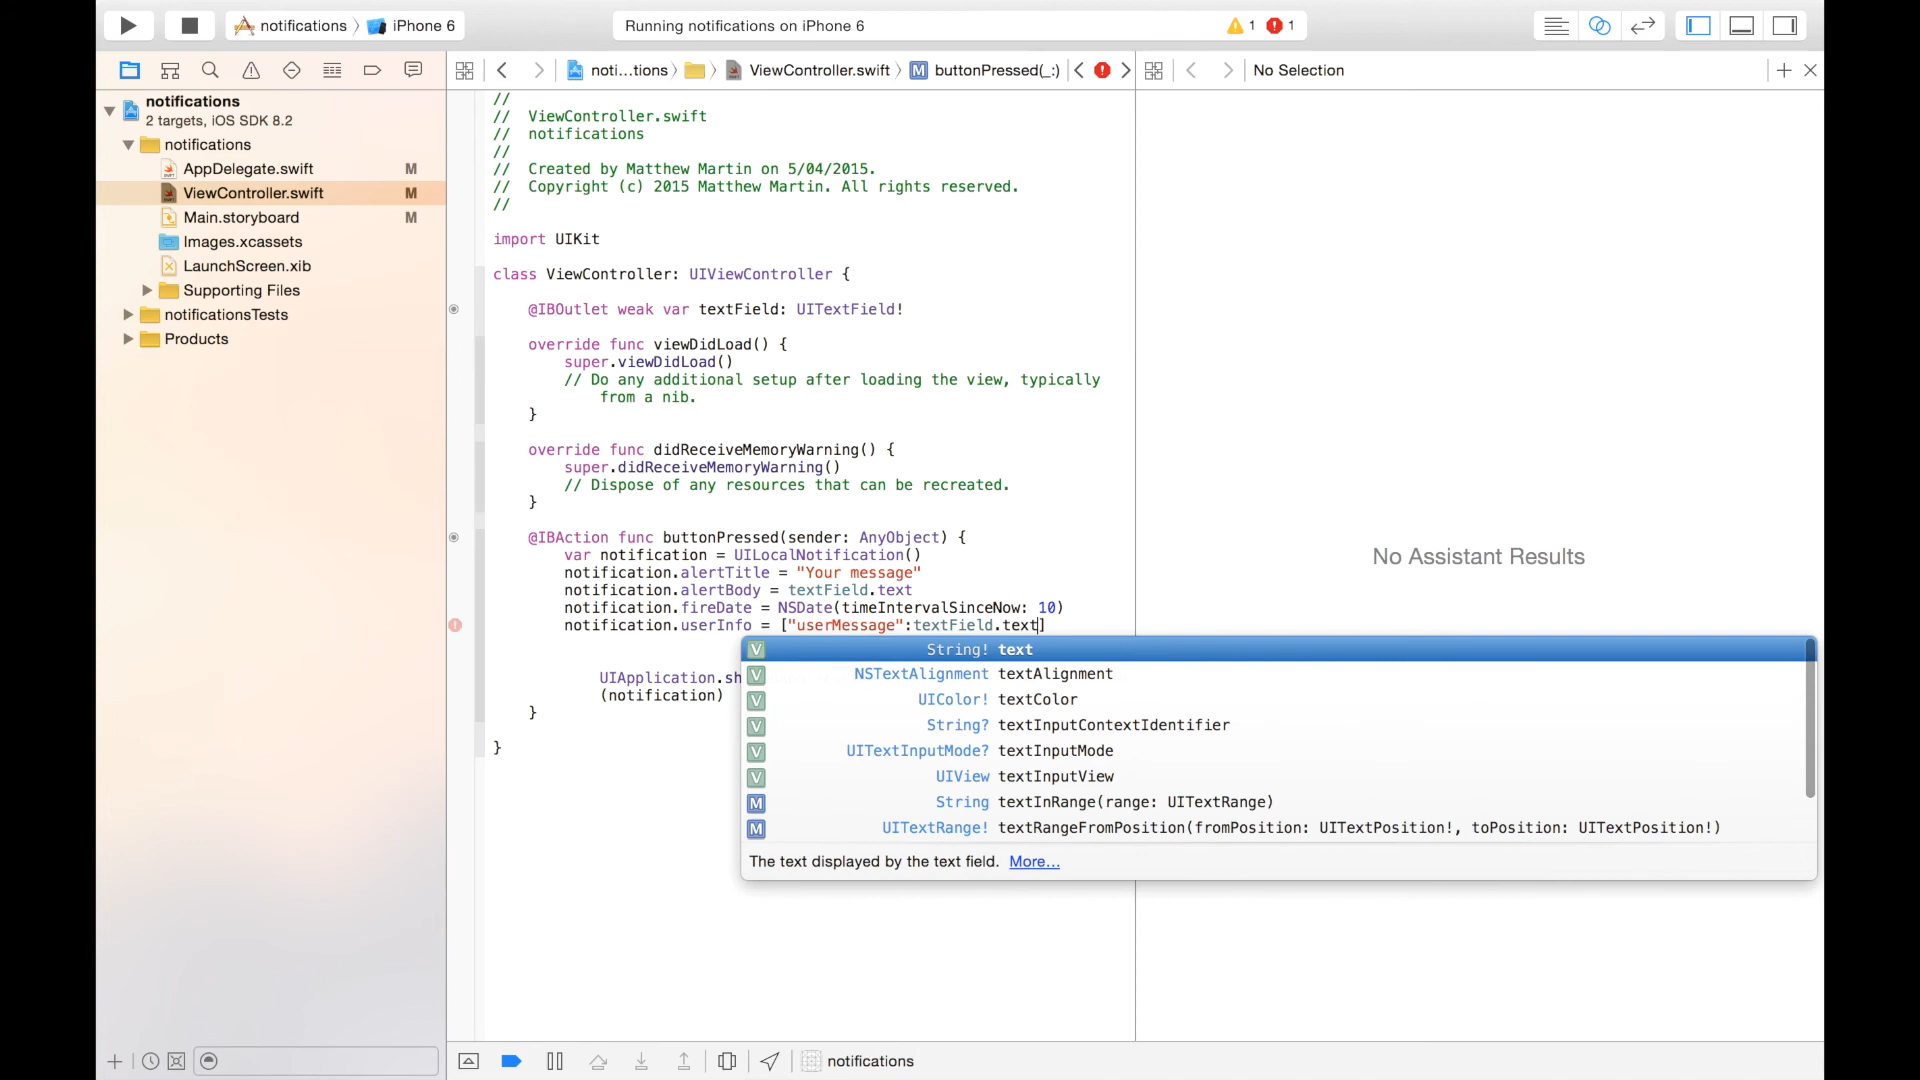 notifications 〉 iPhone 6
Running notifications on iPhone 6
1 1
noti...tions 〉 〉 ViewController.swift 〉 M buttonPressed(_:)
No Selection
notifications
2 targets, iOS SDK 8.2
notifications
AppDelegate.swift M
ViewController.swift M
Main.storyboard M
Images.xcassets
LaunchScreen.xib
Supporting Files
notificationsTests
Products
//
//  ViewController.swift
//  notifications
//
//  Created by Matthew Martin on 5/04/2015.
//  Copyright (c) 2015 Matthew Martin. All rights reserved.
//
import UIKit
class ViewController: UIViewController {
@IBOutlet weak var textField: UITextField!
override func viewDidLoad() {
super.viewDidLoad()
// Do any additional setup after loading the view, typically
from a nib.
}
override func didReceiveMemoryWarning() {
super.didReceiveMemoryWarning()
// Dispose of any resources that can be recreated.
}
@IBAction func buttonPressed(sender: AnyObject) {
var notification = UILocalNotification()
notification.alertTitle = "Your message"
notification.alertBody = textField.text
notification.fireDate = NSDate(timeIntervalSinceNow: 10)
notification.userInfo = ["userMessage":textField.text]
UIApplication.sh
(notification)
}
}
V String! text
V NSTextAlignment textAlignment
V UIColor! textColor
V String? textInputContextIdentifier
V UITextInputMode? textInputMode
V UIView textInputView
M String textInRange(range: UITextRange)
M UITextRange! textRangeFromPosition(fromPosition: UITextPosition!, toPosition: UITextPosition!)
The text displayed by the text field. More...
No Assistant Results
notifications